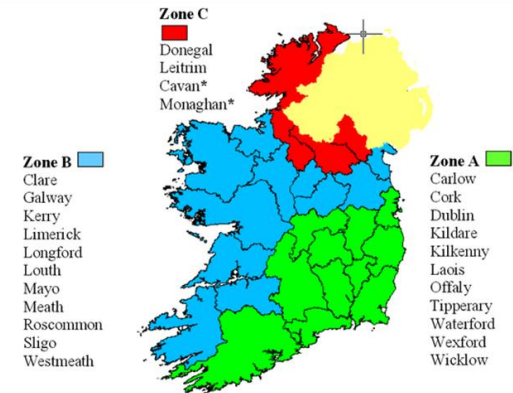 Zone C
Donegal
Leitrim
Cavan*
Monaghan*
Zone B
Clare
Galway
Kerry
Limerick
Longford
Louth
Mayo
Meath
Roscommon
Sligo
Westmeath
Zone A
Carlow
Cork
Dublin
Kildare
Kilkenny
Laois
Offaly
Tipperary
Waterford
Wexford
Wicklow